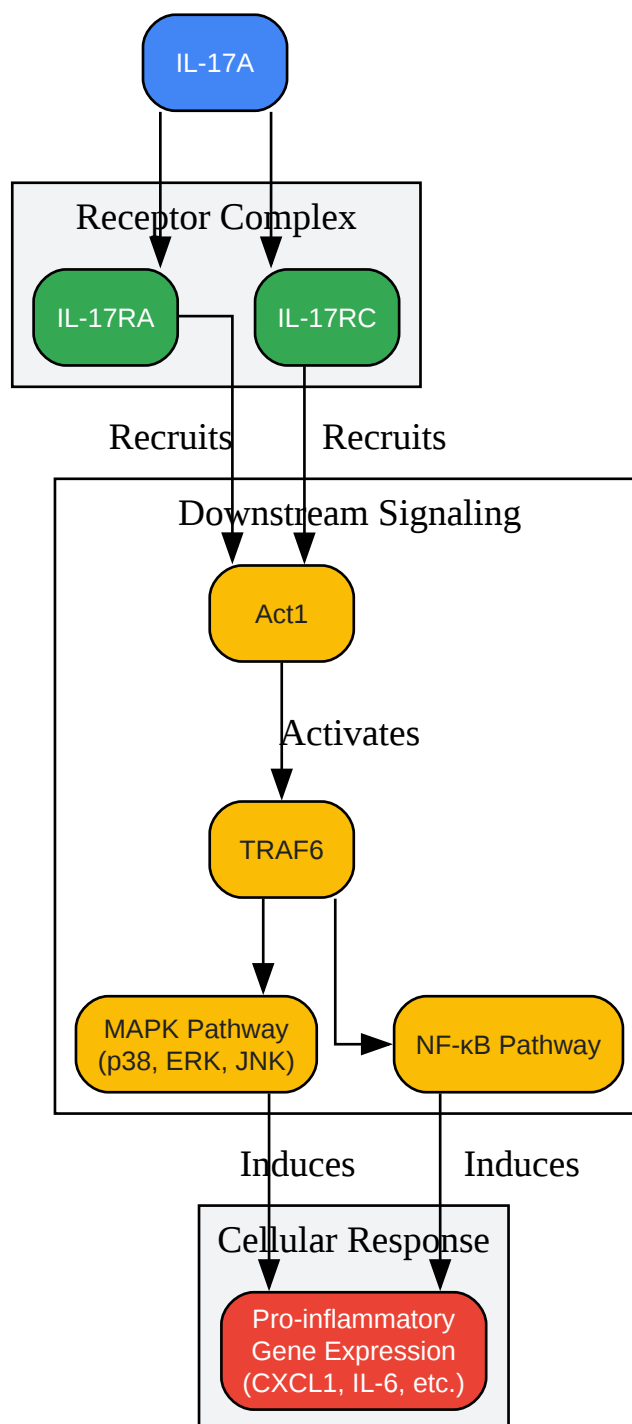 IL-17A
Receptor Complex
IL-17RA
IL-17RC
Recruits
Recruits
Downstream Signaling
Act1
Activates
TRAF6
MAPK Pathway
(p38, ERK, JNK)
NF-κB Pathway
Induces
Induces
Cellular Response
Pro-inflammatory
Gene Expression
(CXCL1, IL-6, etc.)